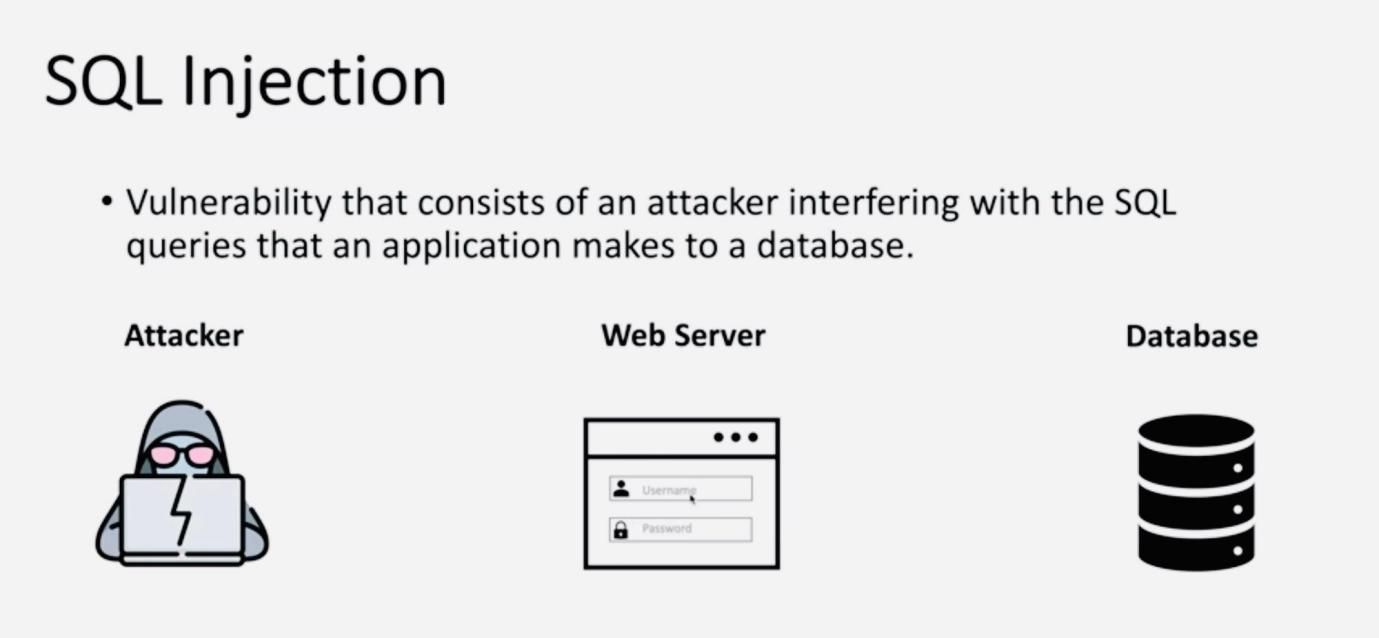 SQL Injection
• Vulnerability that consists of an attacker interfering with the SQL
queries that an application makes to a database.
Attacker
Web Server
Database
Username
Password